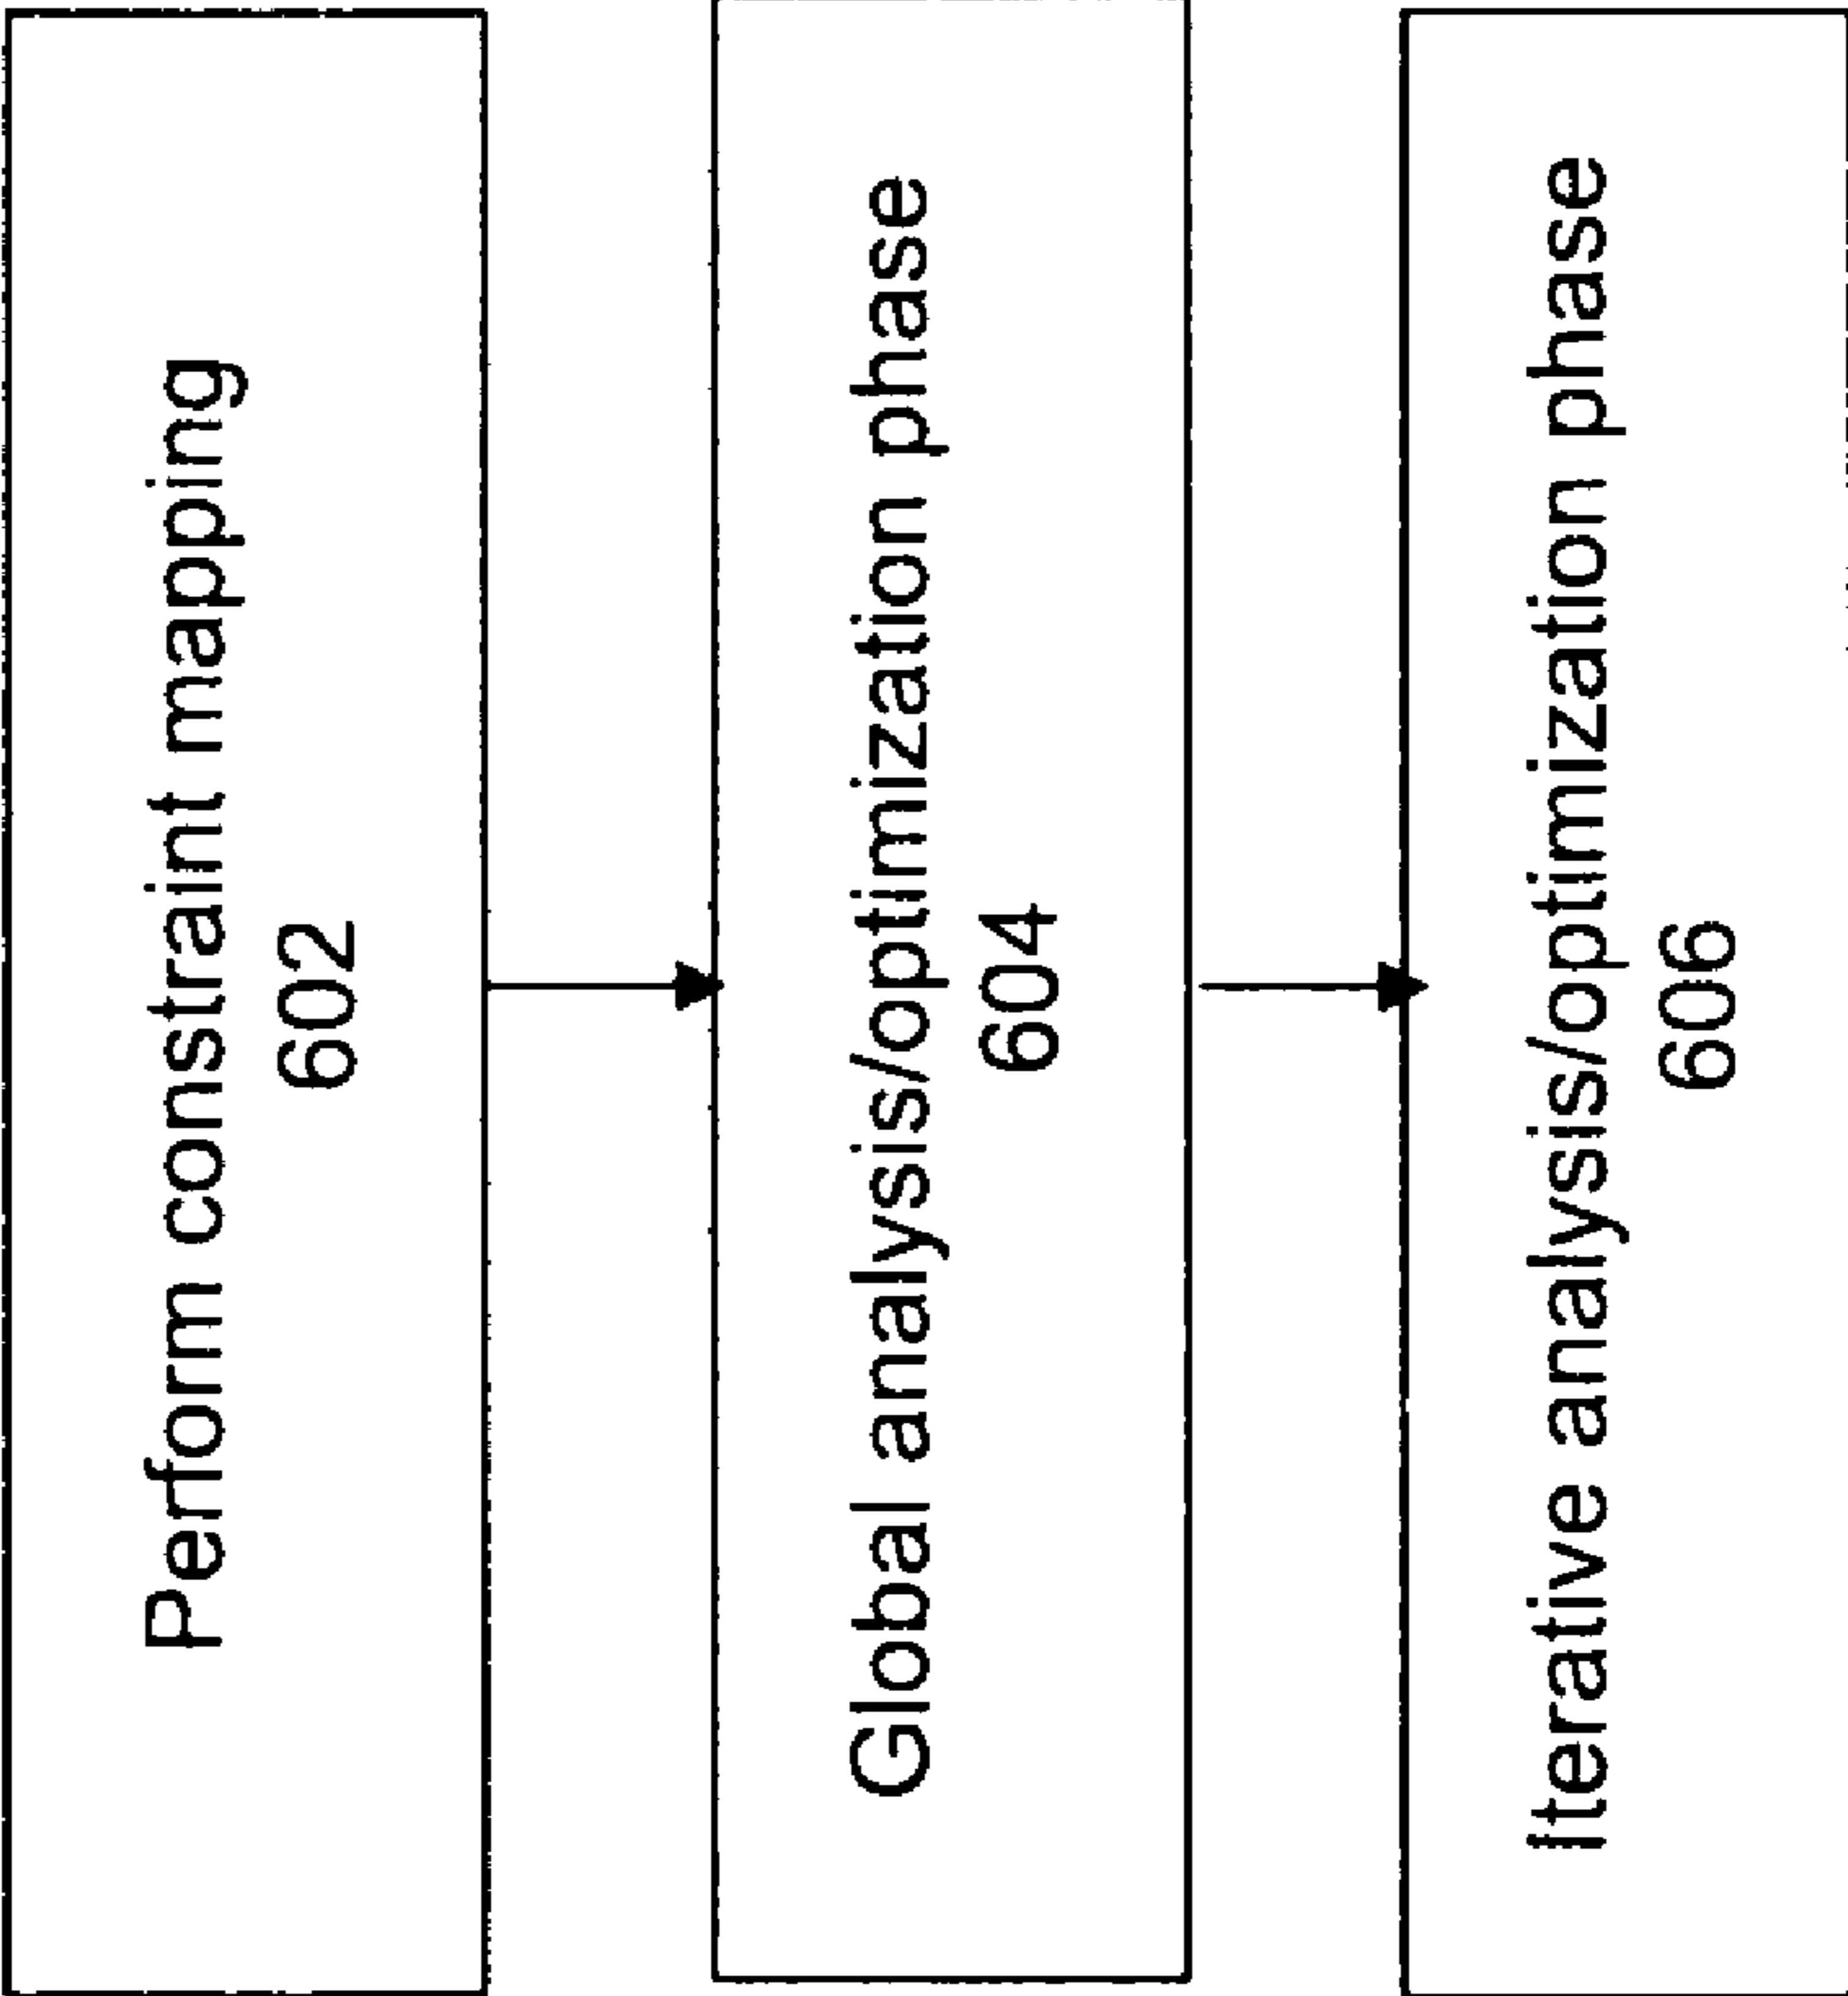 Perform constraint mapping
602
Global analysis/optimization phase
604
iterative analysis/optimization phase
606